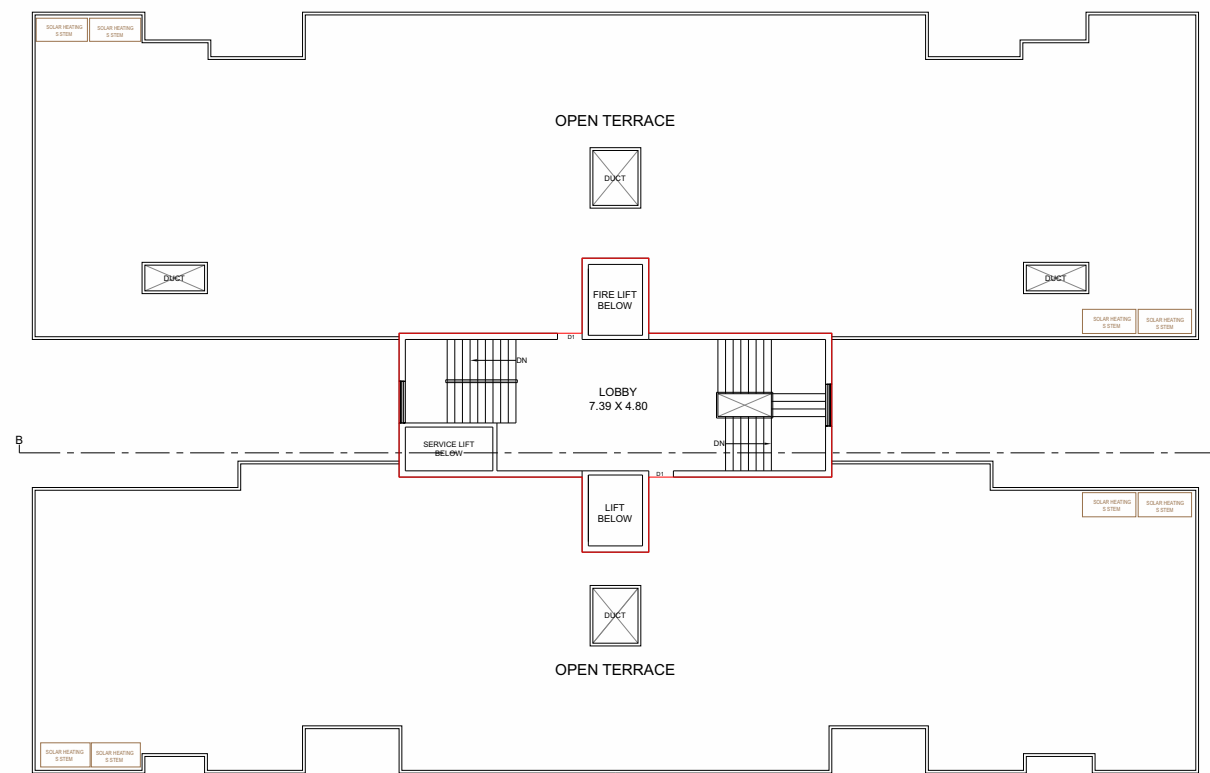 SOLAR HEATING
S STEM
SOLAR HEATING
S STEM
OPEN TERRACE
DUCT
DUCT
DUCT
FIRE LIFT
BELOW
SOLAR HEATING
S STEM
SOLAR HEATING
S STEM
D1
DN
LOBBY
7.39 X 4.80
B
SERVICE LIFT
BELOW
DN
D1
LIFT
BELOW
SOLAR HEATING
S STEM
SOLAR HEATING
S STEM
DUCT
OPEN TERRACE
SOLAR HEATING
S STEM
SOLAR HEATING
S STEM